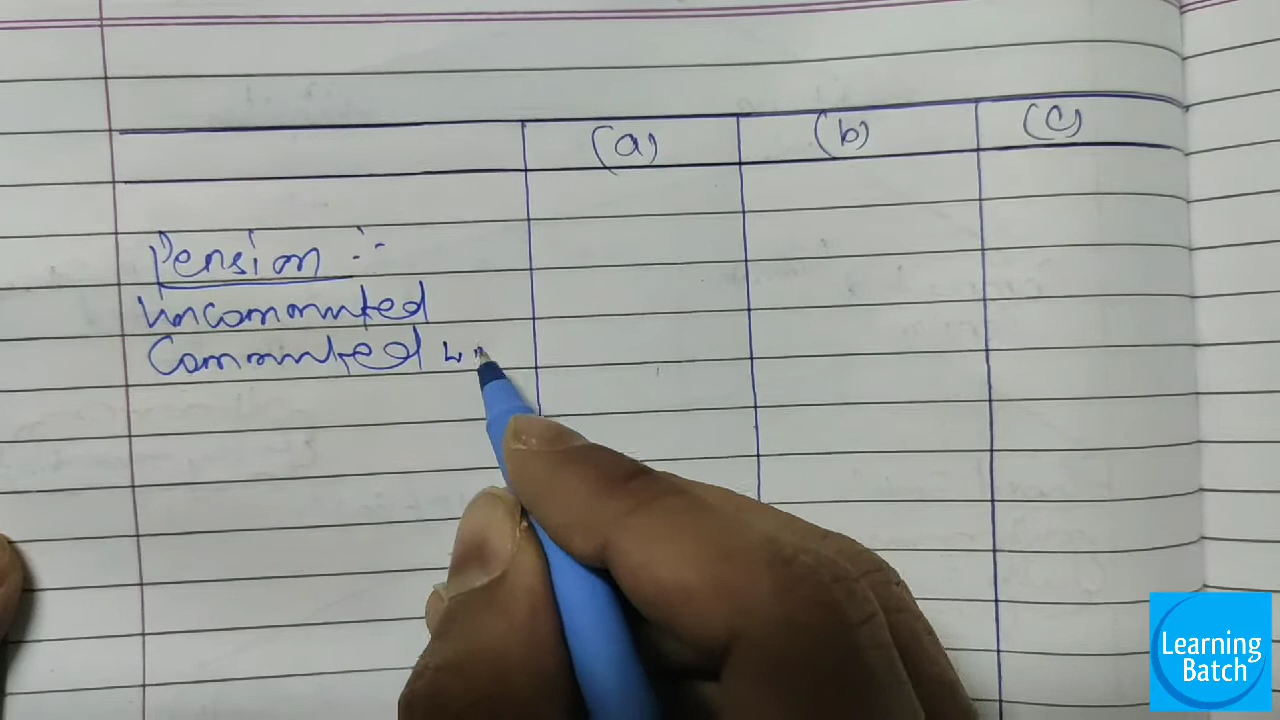 (a) (b) (c)
Pension :-
Uncommuted
Commuted
Learning
Batch